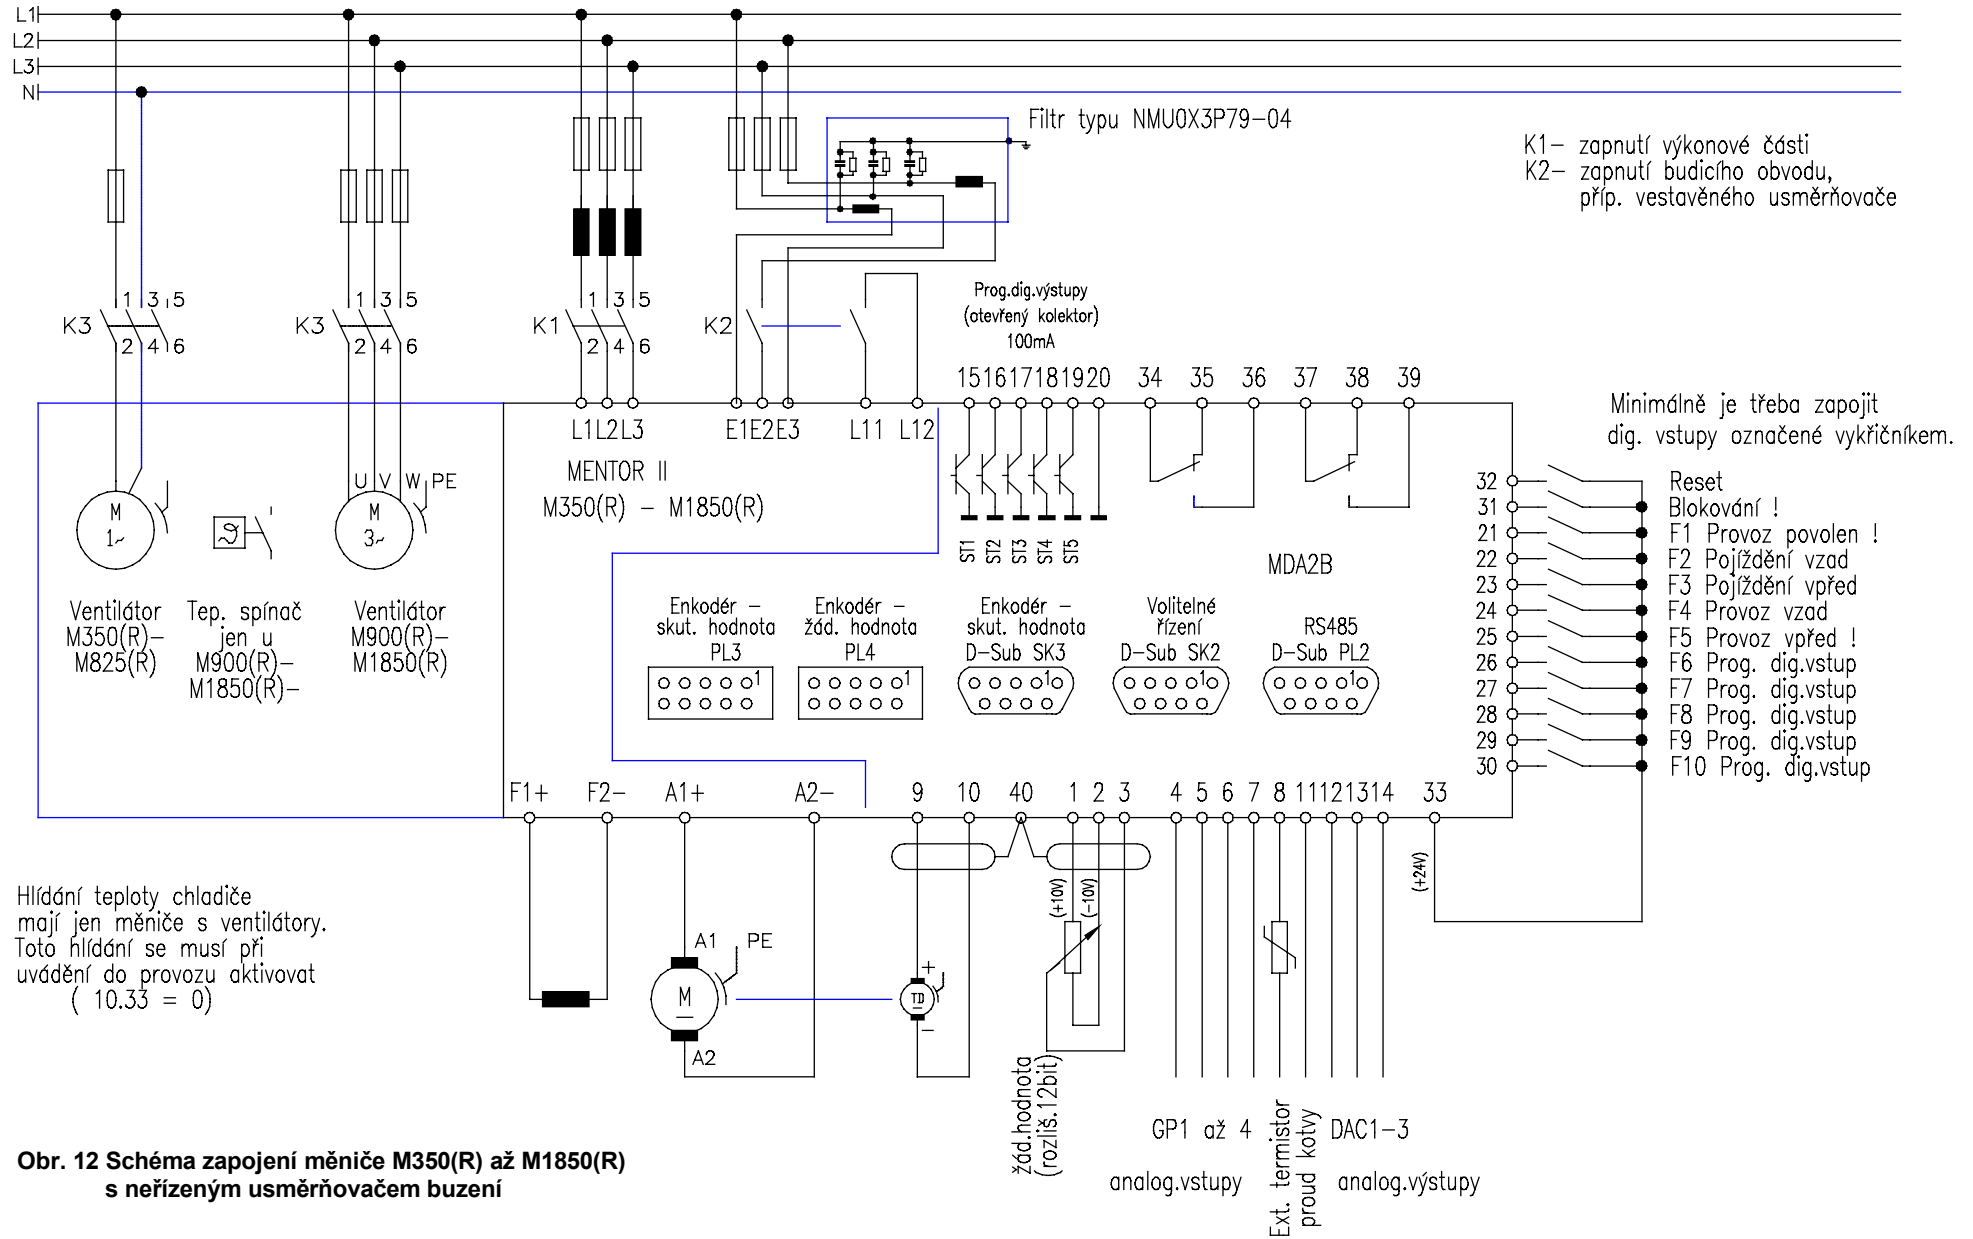 L1
L2
L3
N
Filtr typu NMU0X3P79-04
K1- zapnutí výkonové části
K2- zapnutí budicího obvodu,
příp. vestavěného usměrňovače
K3 1 3 5
2 4 6
K3 1 3 5
2 4 6
K1 1 3 5
2 4 6
K2
Prog.dig.výstupy
(otevřený kolektor)
100mA
15 16 17 18 19 20 34 35 36 37 38 39
L1 L2 L3 E1 E2 E3 L11 L12
MENTOR II
M350(R) - M1850(R)
Minimálně je třeba zapojit
dig. vstupy označené vykřičníkem.
U V W PE
M
1~
M
3~
ST1 ST2 ST3 ST4 ST5
MDA2B
32 Reset
31 Blokování !
21 F1 Provoz povolen !
22 F2 Pojíždění vzad
23 F3 Pojíždění vpřed
24 F4 Provoz vzad
25 F5 Provoz vpřed !
26 F6 Prog. dig.vstup
27 F7 Prog. dig.vstup
28 F8 Prog. dig.vstup
29 F9 Prog. dig.vstup
30 F10 Prog. dig.vstup
Ventilátor
M350(R)-
M825(R)
Tep. spínač
jen u
M900(R)-
M1850(R)-
Ventilátor
M900(R)-
M1850(R)
Enkodér -
skut. hodnota
PL3
1
Enkodér -
žád. hodnota
PL4
1
Enkodér -
skut. hodnota
D-Sub SK3
1
Volitelné
řízení
D-Sub SK2
1
RS485
D-Sub PL2
1
F1+ F2- A1+ A2- 9 10 40 1 2 3 4 5 6 7 8 11 12 13 14 33
(+10V)
(-10V)
(+24V)
Hlídání teploty chladiče
mají jen měniče s ventilátory.
Toto hlídání se musí při
uvádění do provozu aktivovat
( 10.33 = 0)
A1 PE
M
A2
+
TD
-
žád.hodnota
(rozliš.12bit)
GP1 až 4
analog.vstupy
Ext. termistor
proud kotvy
DAC1-3
analog.výstupy
Obr. 12 Schéma zapojení měniče M350(R) až M1850(R)
s neřízeným usměrňovačem buzení